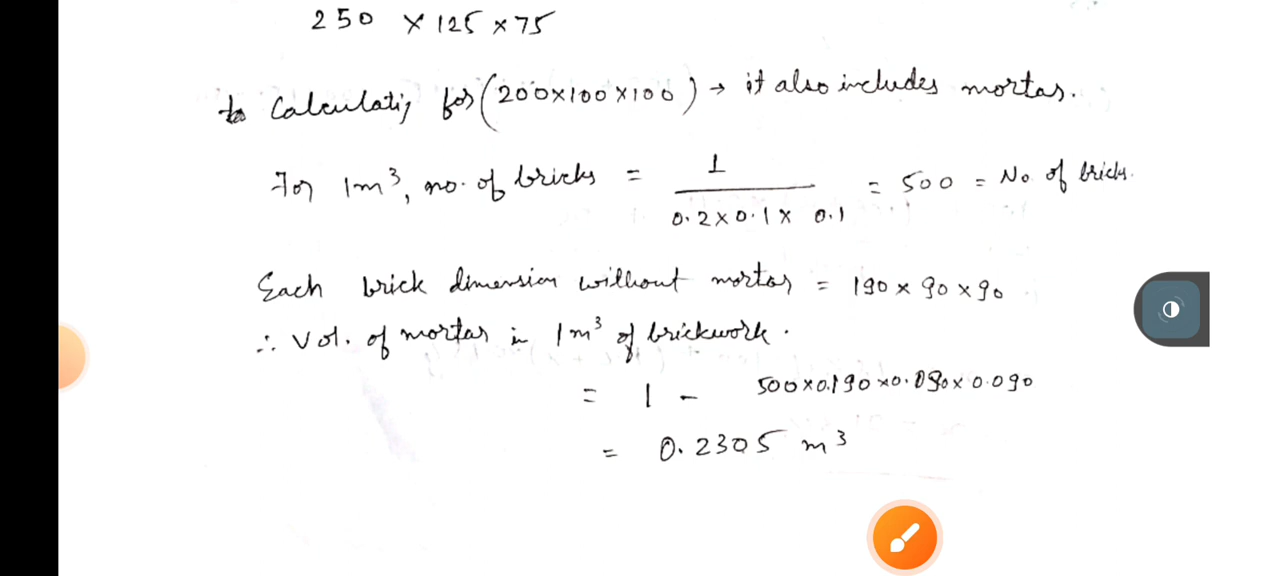 250 × 125 × 75
to Calculatig for (200×100×100) → it also includes mortar.
For 1m³, no. of bricks = 1 / 0.2×0.1× 0.1 = 500 = No of bricks.
Each brick dimension without mortar = 190 × 90 × 90
∴ Vol. of mortar in 1m³ of brickwork.
= 1 - 500×0.190×0.090×0.090
= 0.2305 m³